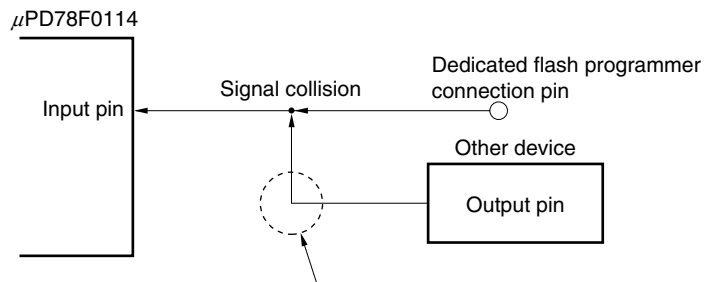 μPD78F0114
Input pin
Signal collision
Dedicated flash programmer
connection pin
Other device
Output pin